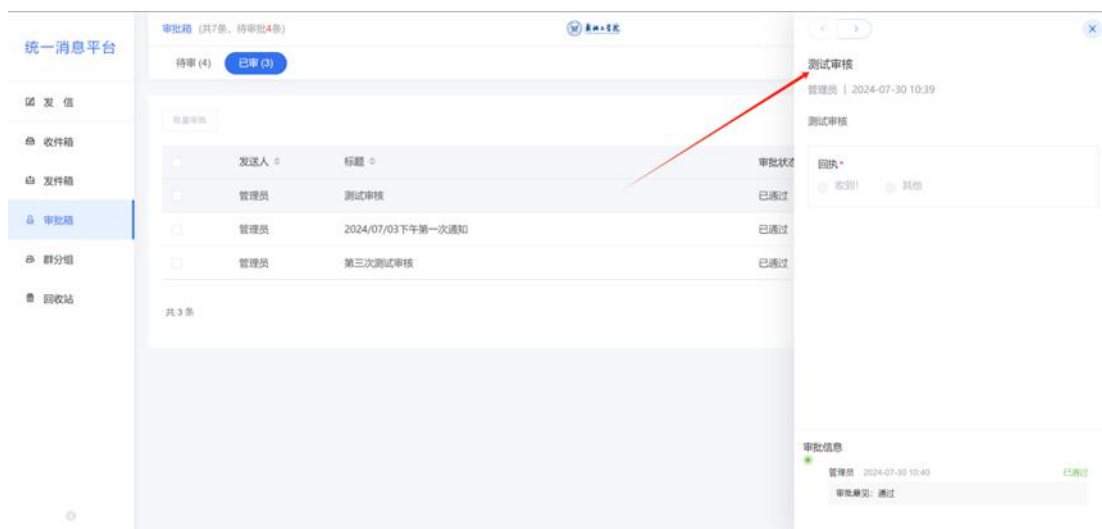 统一消息平台
发 信
收件箱
发件箱
审批箱
群分组
回收站
审批箱 (共7条，待审批4条)
待审 (4) 已审 (3)
批量审核
发送人 标题 审批状态
管理员 测试审核 已通过
管理员 2024/07/03下午第一次通知 已通过
管理员 第三次测试审核 已通过
共 3 条
测试审核
管理员 | 2024-07-30 10:39
测试审核
回执*
收到! 其他
审批信息
管理员 2024-07-30 10:40 已通过
审批意见：通过